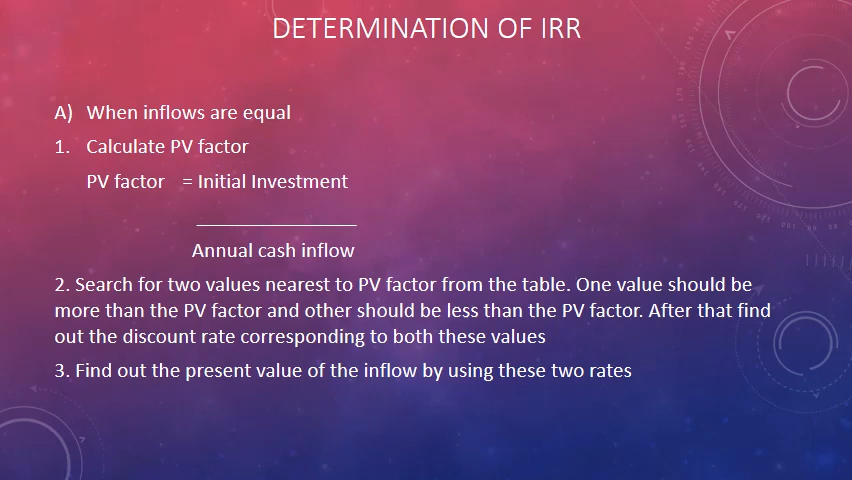 DETERMINATION OF IRR
A) When inflows are equal
1. Calculate PV factor
PV factor = Initial Investment
_______________
Annual cash inflow
2. Search for two values nearest to PV factor from the table. One value should be
more than the PV factor and other should be less than the PV factor. After that find
out the discount rate corresponding to both these values
3. Find out the present value of the inflow by using these two rates